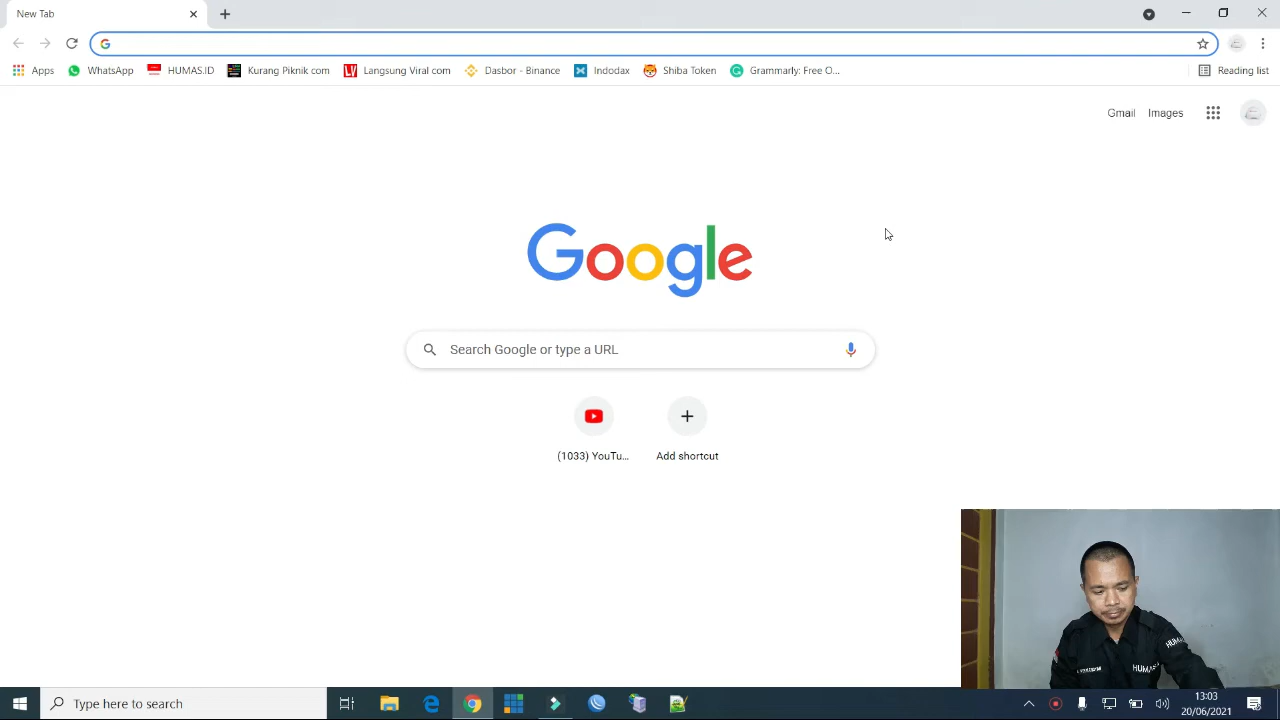 New Tab
Apps
WhatsApp
HUMAS.ID
Kurang Piknik com
Langsung Viral com
Dasbor - Binance
Indodax
Shiba Token
Grammarly: Free O...
Reading list
Gmail
Images
Google
Search Google or type a URL
(1033) YouTu...
Add shortcut
Type here to search
13:03
20/06/2021